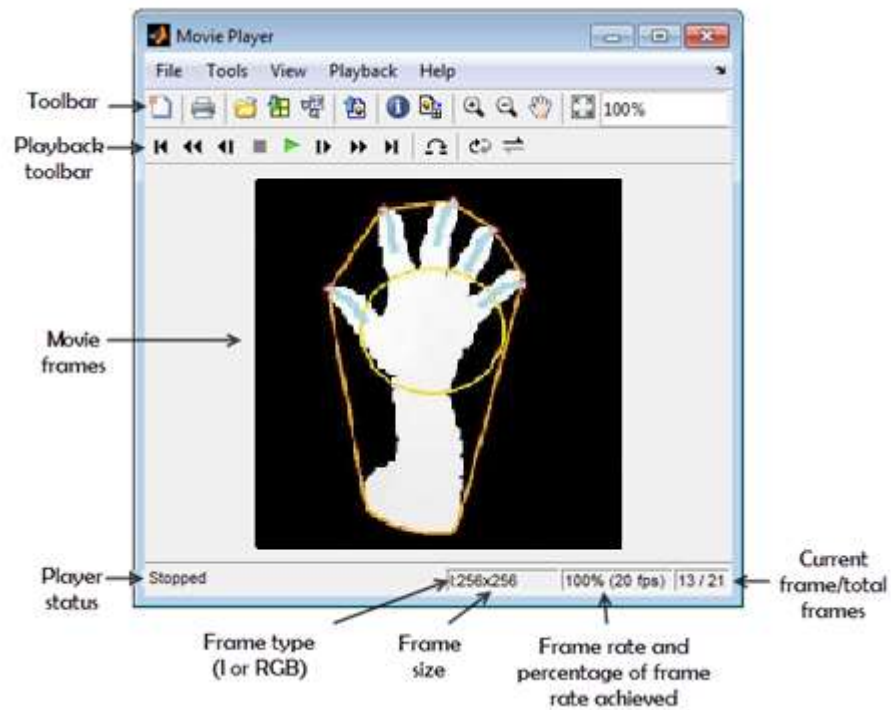 Movie Player
File Tools View Playback Help
Toolbar
100%
Playback
toolbar
Movie
frames
Player
status
Stopped
I:256x256
100% (20 fps)
13 / 21
Current
frame/total
frames
Frame type
(I or RGB)
Frame
size
Frame rate and
percentage of frame
rate achieved